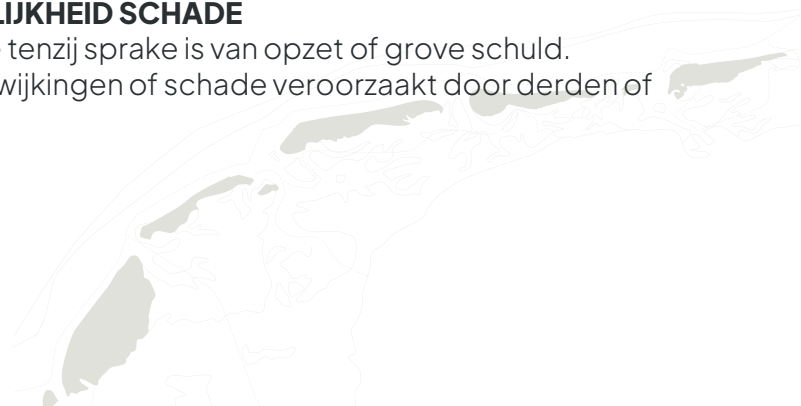 LIJKHEID SCHADE
tenzij sprake is van opzet of grove schuld.
wijkingen of schade veroorzaakt door derden of